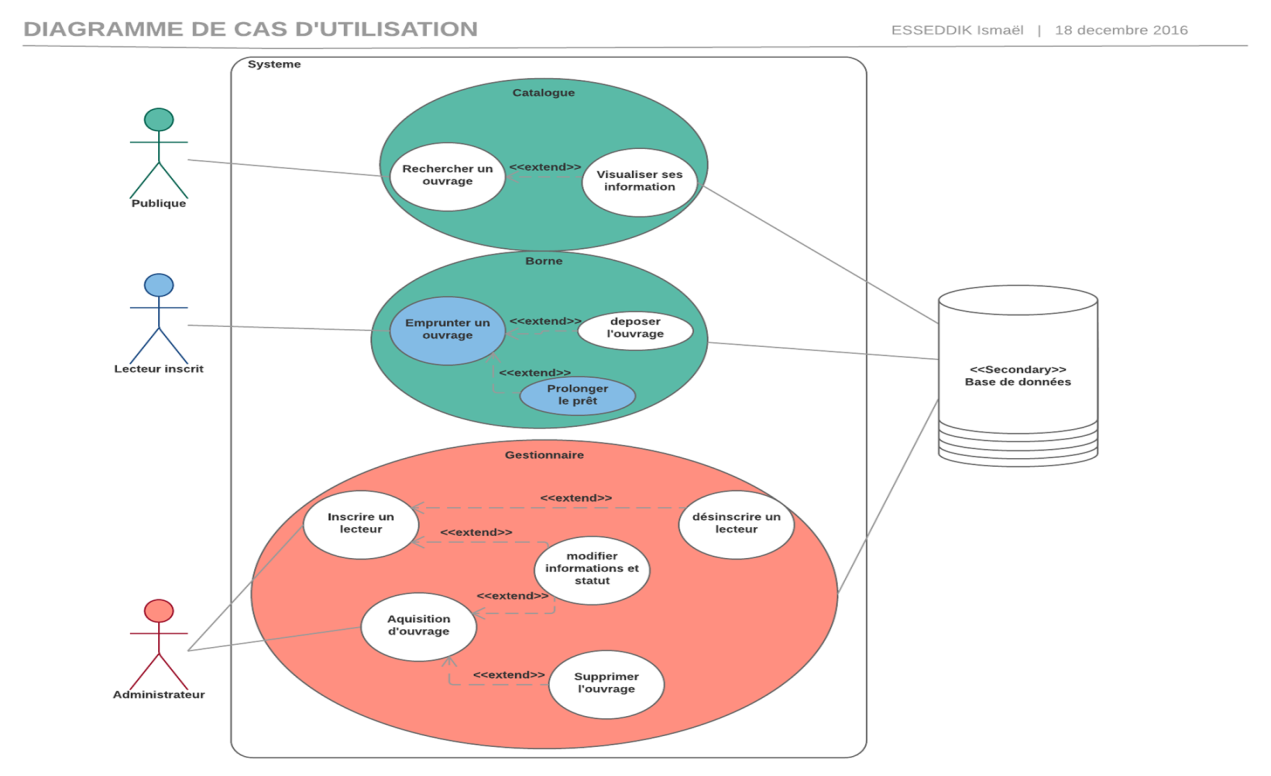 DIAGRAMME DE CAS D'UTILISATION
ESSEDDIK Ismaël | 18 decembre 2016
Systeme
Catalogue
Rechercher un
ouvrage
<<extend>>
Visualiser ses
information
Publique
Borne
Emprunter un
ouvrage
<<extend>>
deposer
l'ouvrage
<<extend>>
Prolonger
le prêt
Lecteur inscrit
<<Secondary>>
Base de données
Gestionnaire
<<extend>>
Inscrire un
lecteur
désinscrire un
lecteur
<<extend>>
modifier
informations et
statut
<<extend>>
Aquisition
d'ouvrage
<<extend>>
Supprimer
l'ouvrage
Administrateur